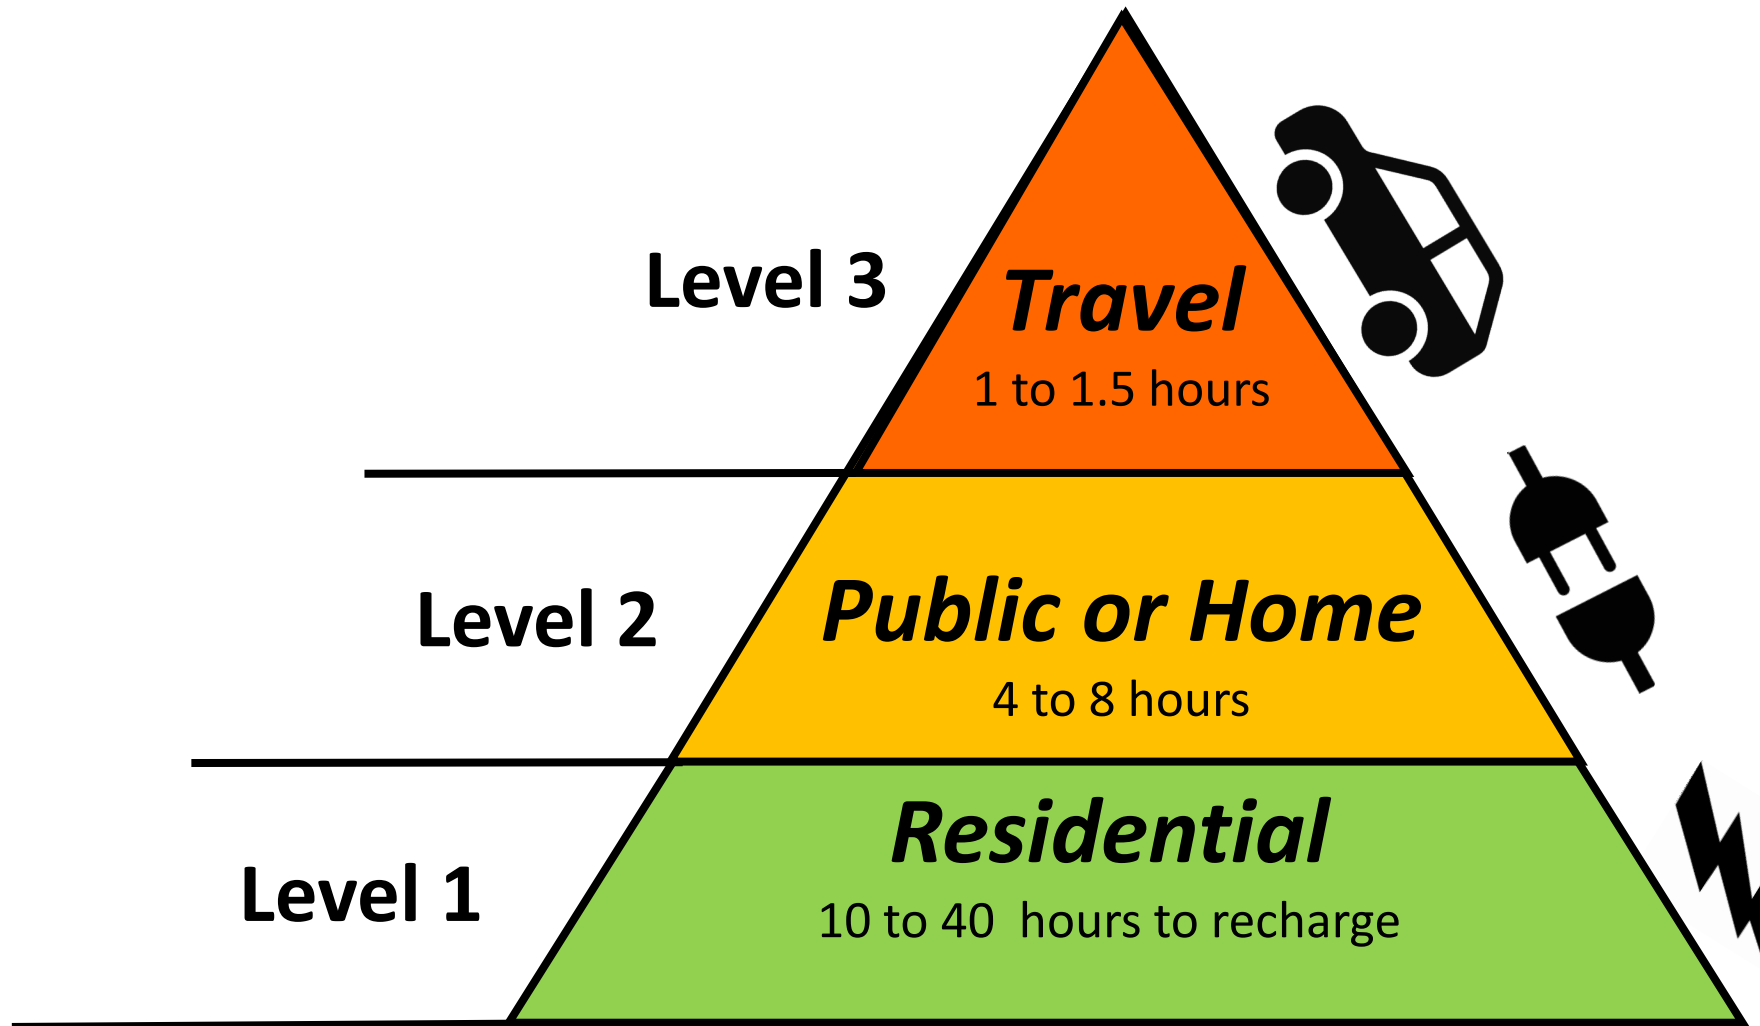 Level 3
Travel
1 to 1.5 hours
Level 2
Public or Home
4 to 8 hours
Level 1
Residential
10 to 40  hours to recharge